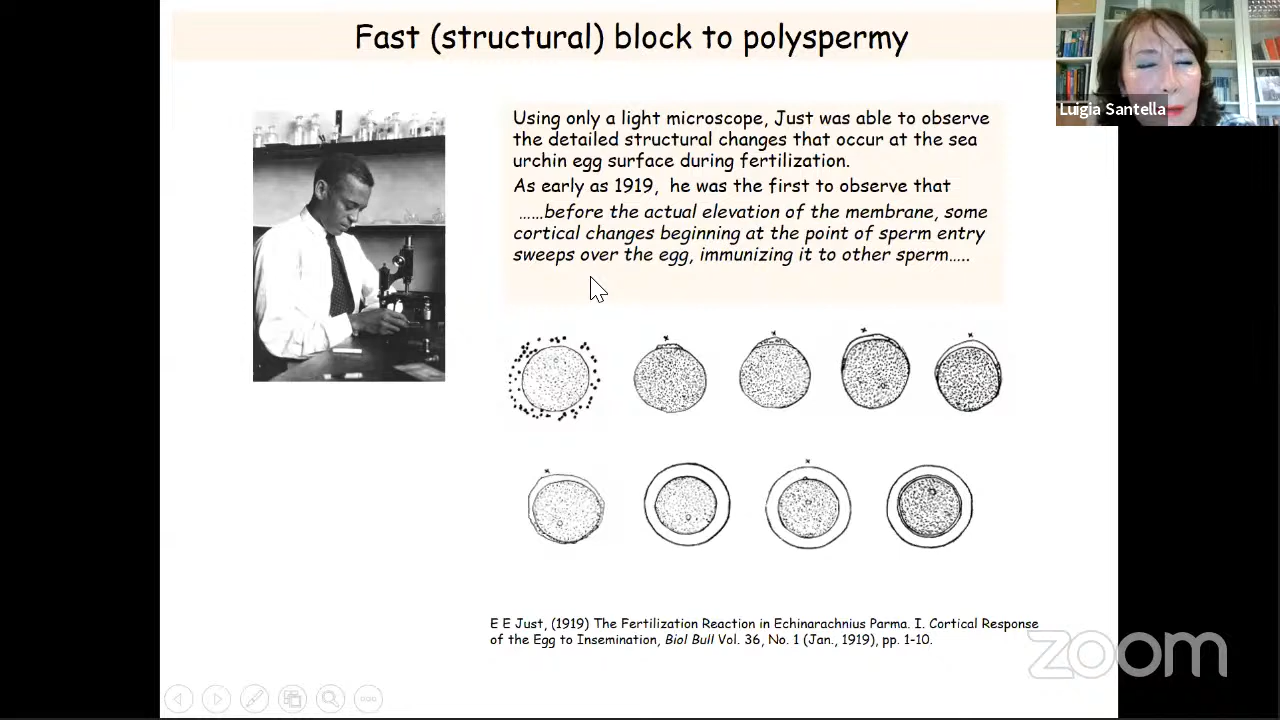 Fast (structural) block to polyspermy
Luigia Santella
Using only a light microscope, Just was able to observe
the detailed structural changes that occur at the sea
urchin egg surface during fertilization.
As early as 1919, he was the first to observe that
……before the actual elevation of the membrane, some
cortical changes beginning at the point of sperm entry
sweeps over the egg, immunizing it to other sperm…..
E E Just, (1919) The Fertilization Reaction in Echinarachnius Parma. I. Cortical Response
of the Egg to Insemination, Biol Bull Vol. 36, No. 1 (Jan., 1919), pp. 1-10.
zoom